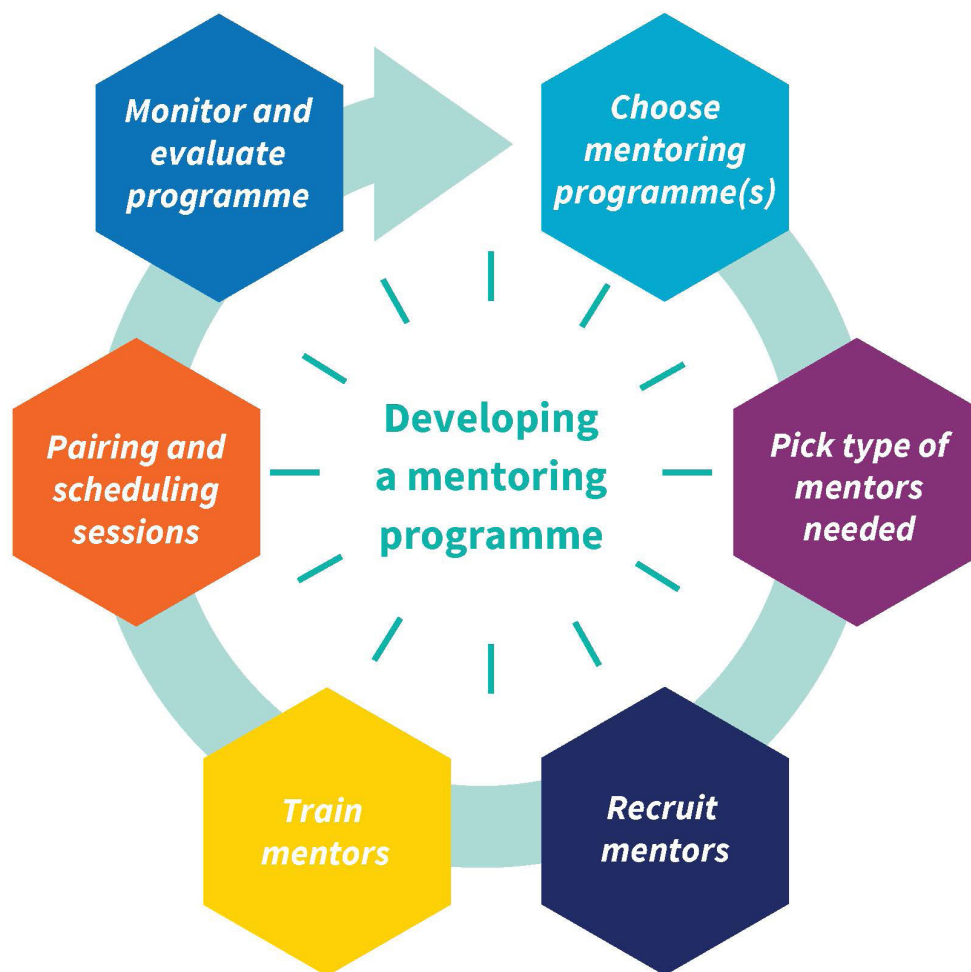 Developing
a mentoring
programme
Choose
mentoring
programme(s)
Pick type of
mentors
needed
Recruit
mentors
Train
mentors
Pairing and
scheduling
sessions
Monitor and
evaluate
programme